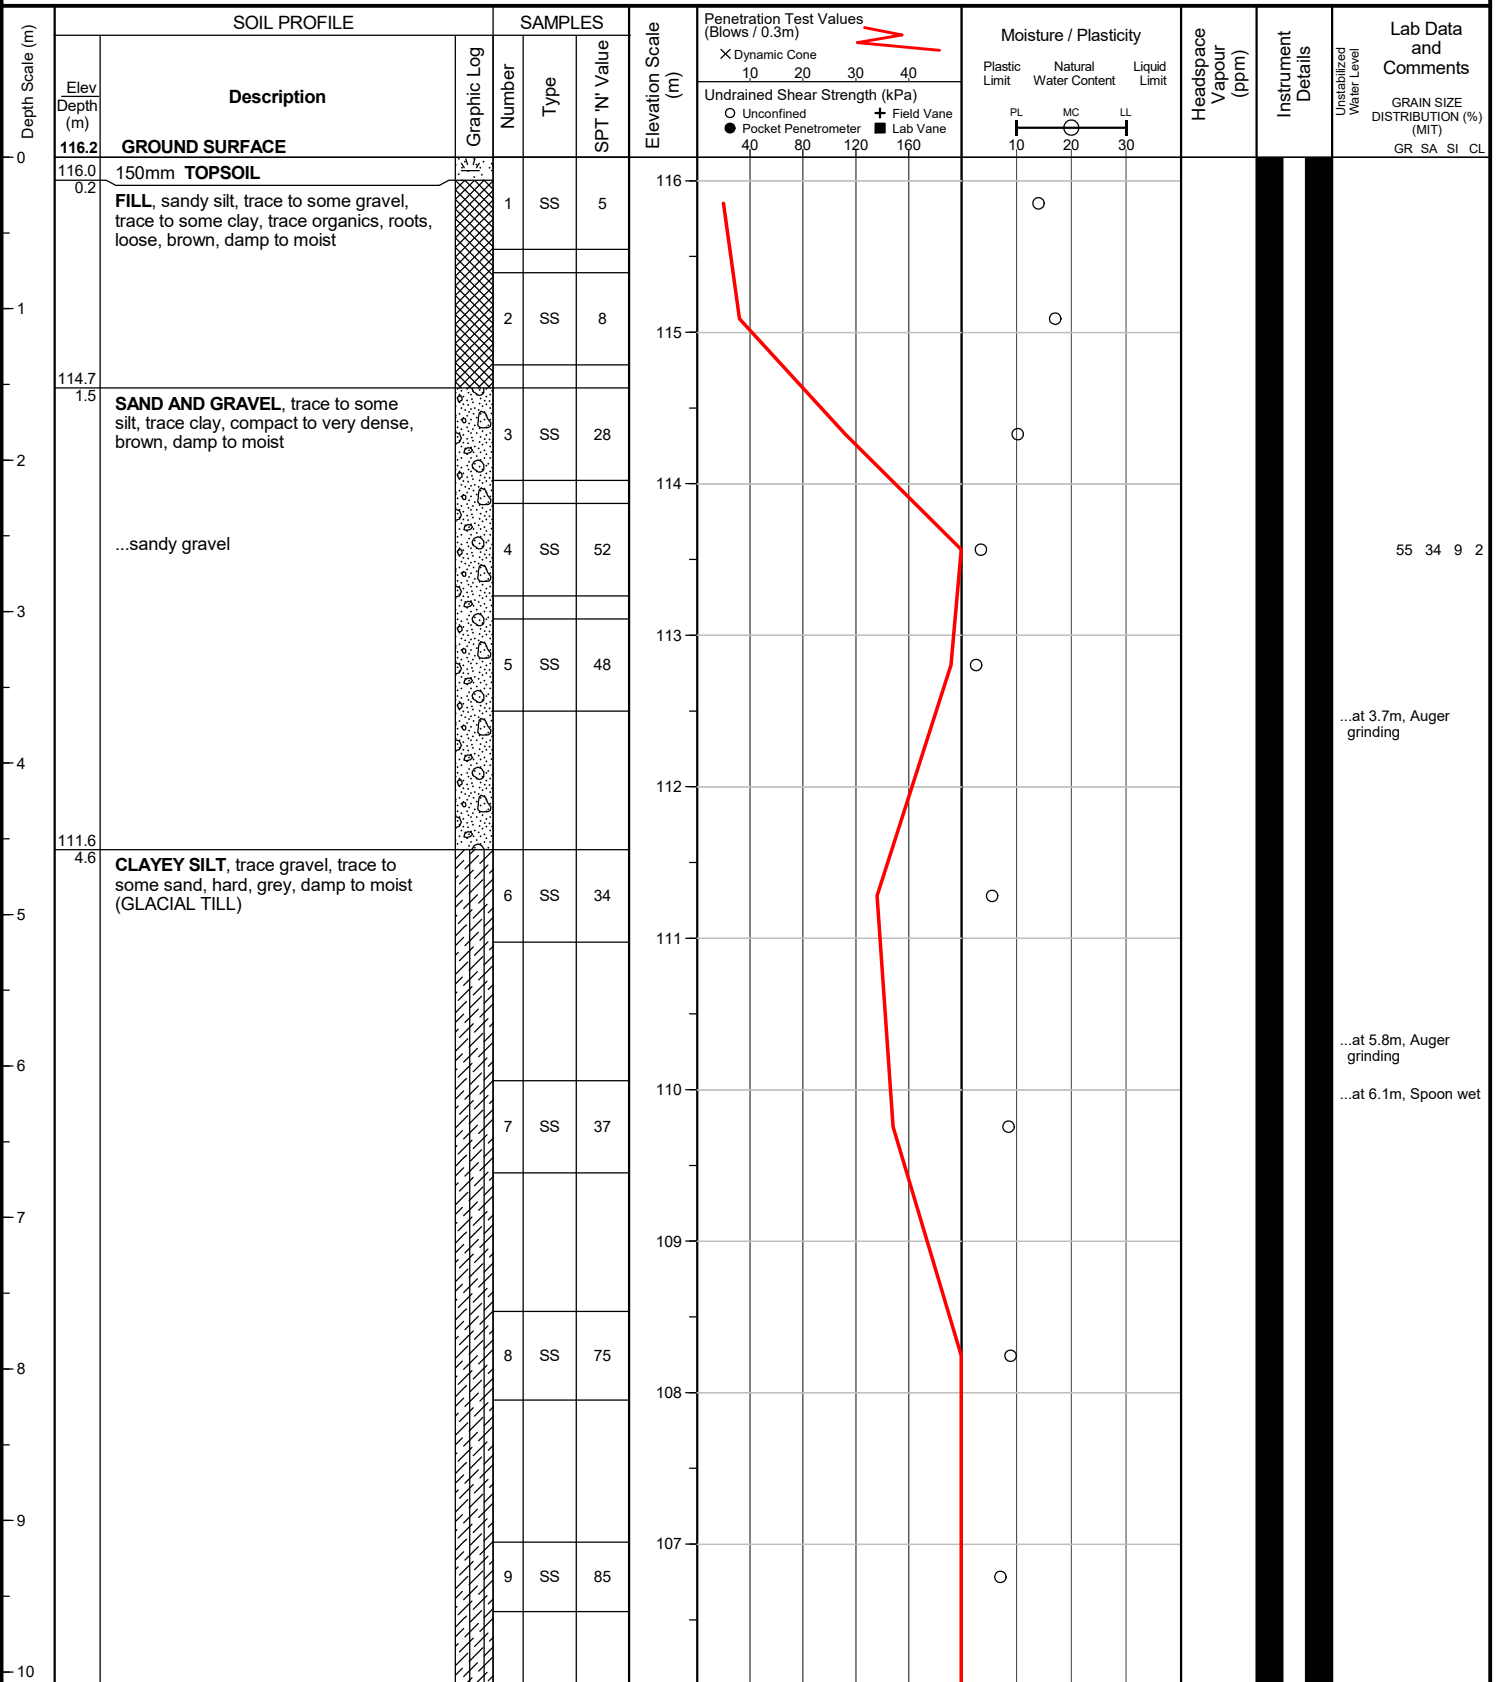 SOIL PROFILE
SAMPLES
Depth Scale (m)
Elev
Depth
(m)
116.2
Description
GROUND SURFACE
Graphic Log
Number
Type
SPT 'N' Value
Elevation Scale
(m)
Penetration Test Values
(Blows / 0.3m)
Dynamic Cone
10 20 30 40
Undrained Shear Strength (kPa)
Unconfined
Field Vane
Pocket Penetrometer
Lab Vane
40 80 120 160
Moisture / Plasticity
Plastic
Limit
Natural
Water Content
Liquid
Limit
PL MC LL
10 20 30
Headspace
Vapour
(ppm)
Instrument
Details
Unstabilized
Water Level
Lab Data
and
Comments
GRAIN SIZE
DISTRIBUTION (%)
(MIT)
GR SA SI CL
0
116.0
0.2
150mm TOPSOIL
FILL, sandy silt, trace to some gravel,
trace to some clay, trace organics, roots,
loose, brown, damp to moist
1 SS 5
116
1
2 SS 8
115
114.7
1.5
SAND AND GRAVEL, trace to some
silt, trace clay, compact to very dense,
brown, damp to moist
3 SS 28
2
114
...sandy gravel
4 SS 52
55 34 9 2
3
113
5 SS 48
...at 3.7m, Auger
grinding
4
112
111.6
4.6
CLAYEY SILT, trace gravel, trace to
some sand, hard, grey, damp to moist
(GLACIAL TILL)
6 SS 34
5
111
...at 5.8m, Auger
grinding
6
110
...at 6.1m, Spoon wet
7 SS 37
7
109
8 SS 75
8
108
9
107
9 SS 85
10